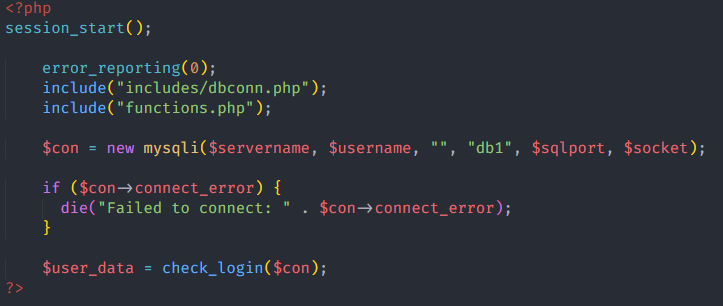 <?php
session_start();
error_reporting(0);
include("includes/dbconn.php");
include("functions.php");
$con = new mysqli($servername, $username, "", "db1", $sqlport, $socket);
if ($con->connect_error) {
die("Failed to connect: " . $con->connect_error);
}
$user_data = check_login($con);
?>